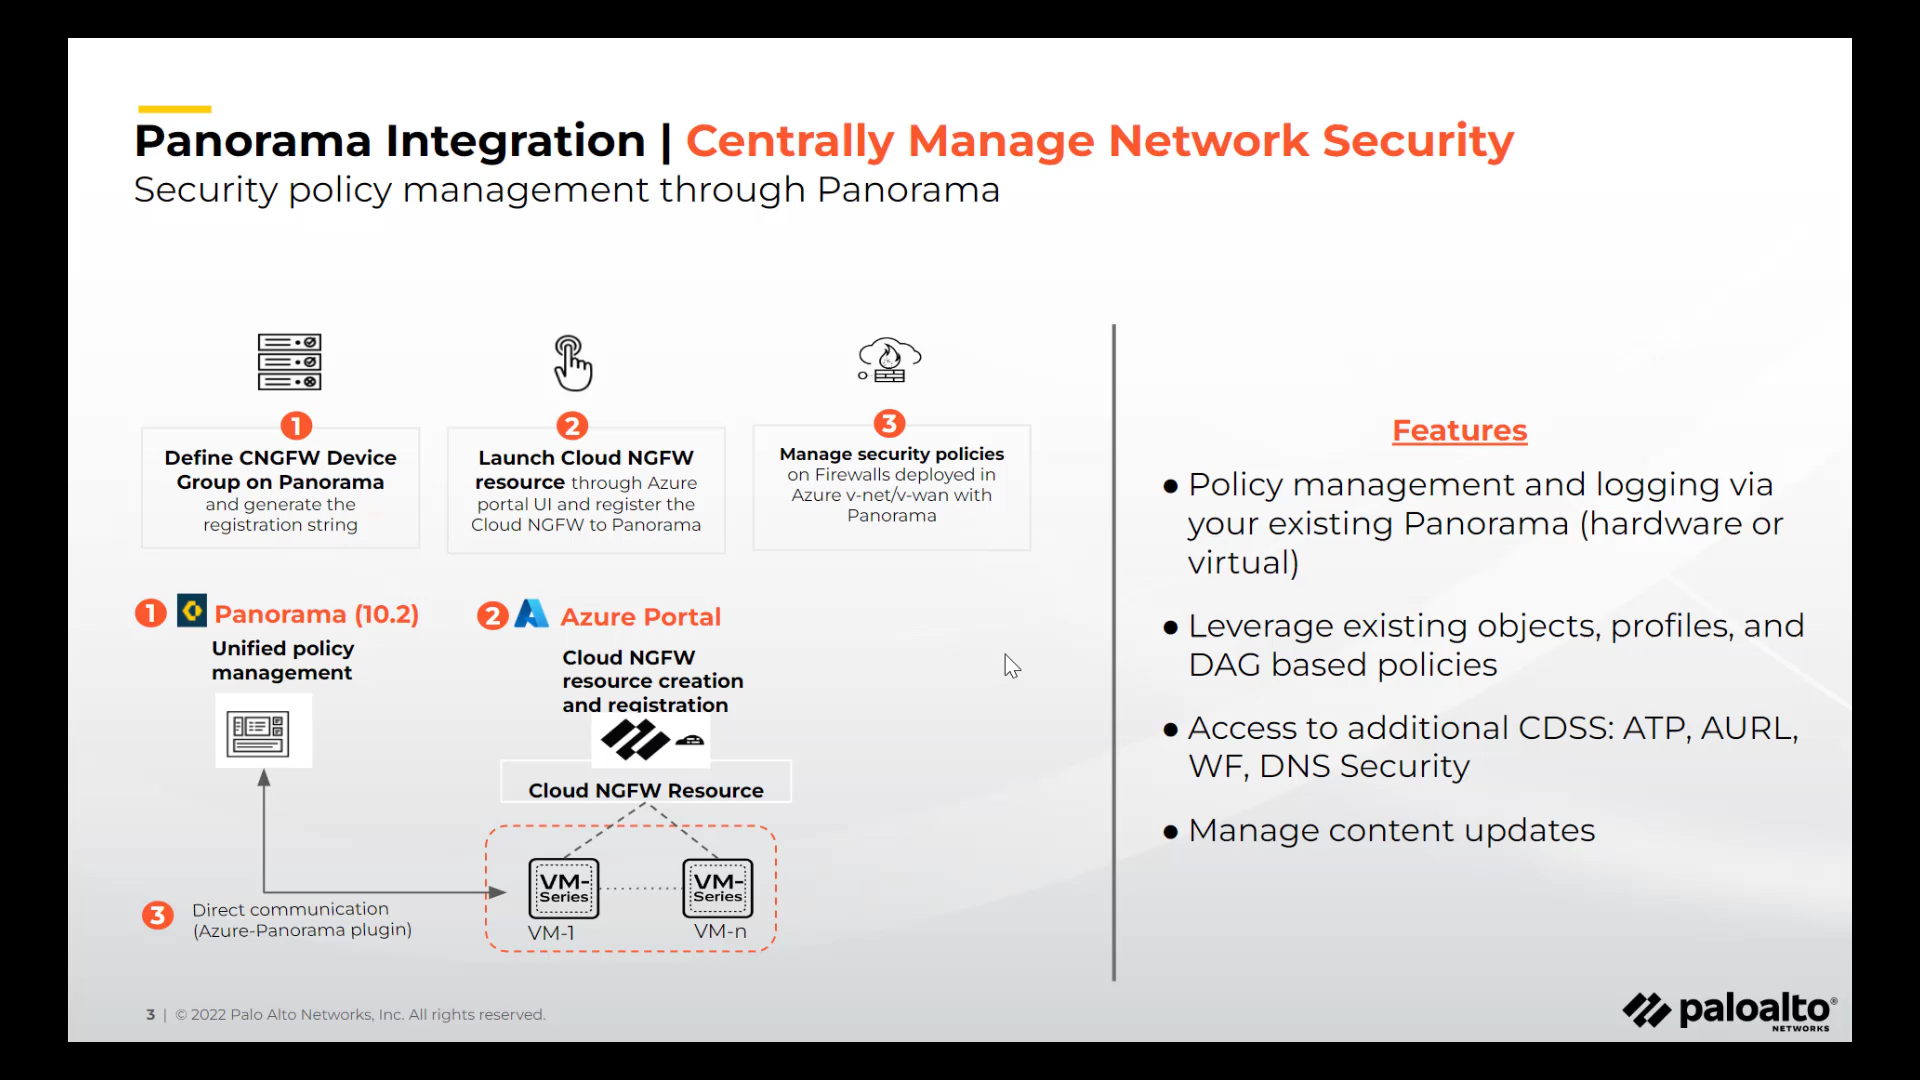 Panorama Integration | Centrally Manage Network Security
Security policy management through Panorama
1
Define CNGFW Device
Group on Panorama
and generate the
registration string
2
Launch Cloud NGFW
resource through Azure
portal UI and register the
Cloud NGFW to Panorama
3
Manage security policies
on Firewalls deployed in
Azure v-net/v-wan with
Panorama
1 Panorama (10.2)
Unified policy
management
2 Azure Portal
Cloud NGFW
resource creation
and registration
Cloud NGFW Resource
VM-
Series
VM-1
VM-
Series
VM-n
3 Direct communication
(Azure-Panorama plugin)
Features
● Policy management and logging via
your existing Panorama (hardware or
virtual)
● Leverage existing objects, profiles, and
DAG based policies
● Access to additional CDSS: ATP, AURL,
WF, DNS Security
● Manage content updates
3 | © 2022 Palo Alto Networks, Inc. All rights reserved.
paloalto®
NETWORKS